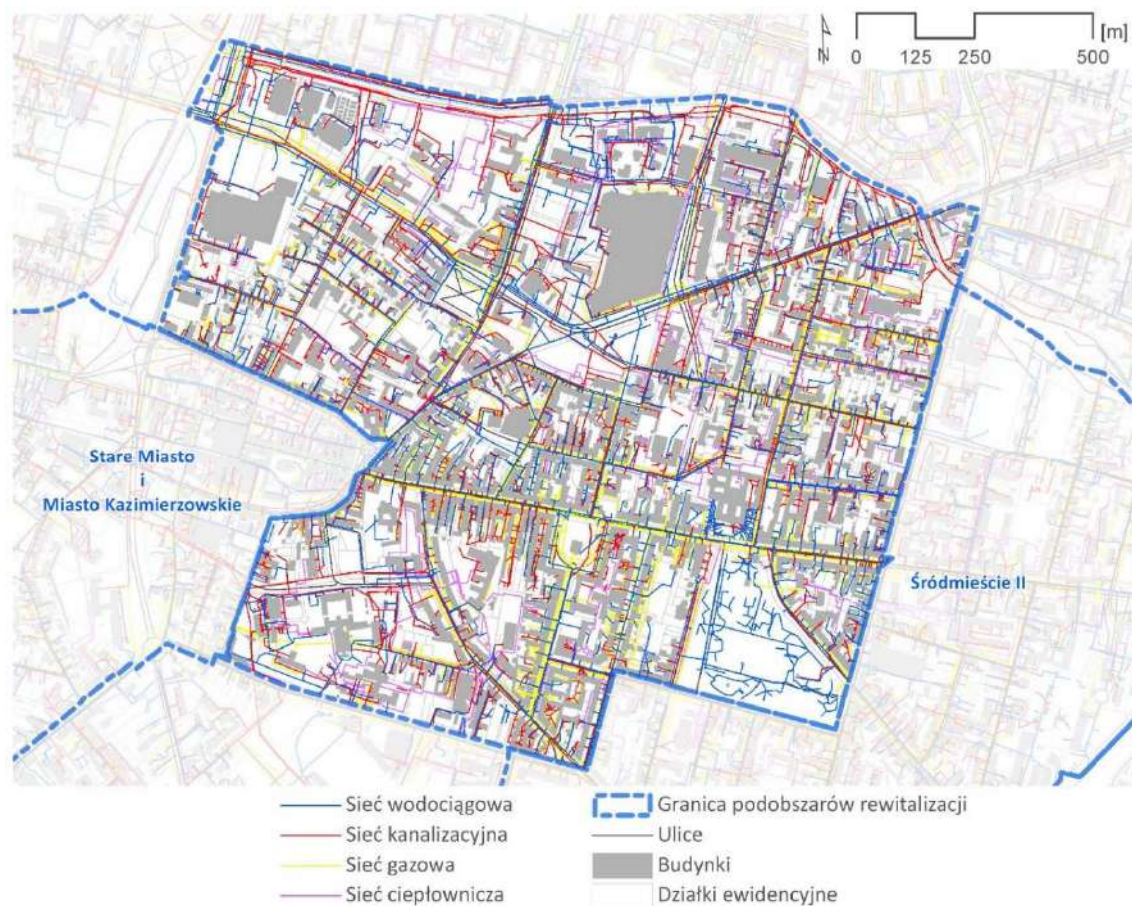 [m]
N
0 125 250 500
Stare Miasto
i
Miasto Kazimierzowskie
Śródmieście II
Sieć wodociągowa
Sieć kanalizacyjna
Sieć gazowa
Sieć ciepłownicza
Granica podobszarów rewitalizacji
Ulice
Budynki
Działki ewidencyjne